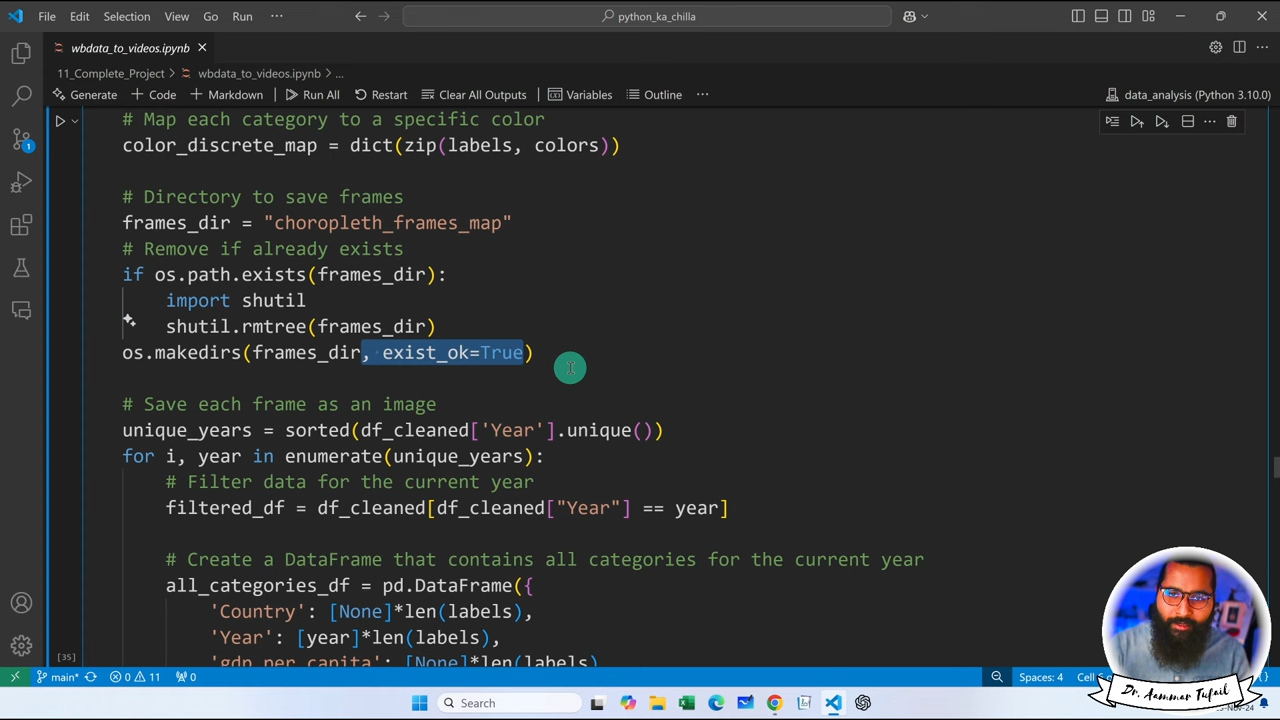 File Edit Selection View Go Run ··· python_ka_chilla
wbdata_to_videos.ipynb
11_Complete_Project > wbdata_to_videos.ipynb > ...
Generate + Code + Markdown Run All Restart Clear All Outputs Variables Outline ··· data_analysis (Python 3.10.0)
# Map each category to a specific color
color_discrete_map = dict(zip(labels, colors))
# Directory to save frames
frames_dir = "choropleth_frames_map"
# Remove if already exists
if os.path.exists(frames_dir):
import shutil
shutil.rmtree(frames_dir)
os.makedirs(frames_dir, exist_ok=True)
# Save each frame as an image
unique_years = sorted(df_cleaned['Year'].unique())
for i, year in enumerate(unique_years):
# Filter data for the current year
filtered_df = df_cleaned[df_cleaned["Year"] == year]
# Create a DataFrame that contains all categories for the current year
all_categories_df = pd.DataFrame({
'Country': [None]*len(labels),
'Year': [year]*len(labels),
'gdp_per_capita': [None]*len(labels)
[35]
main* 0 11 0 Spaces: 4 Cell
Search
Dr. Aammar Tufail